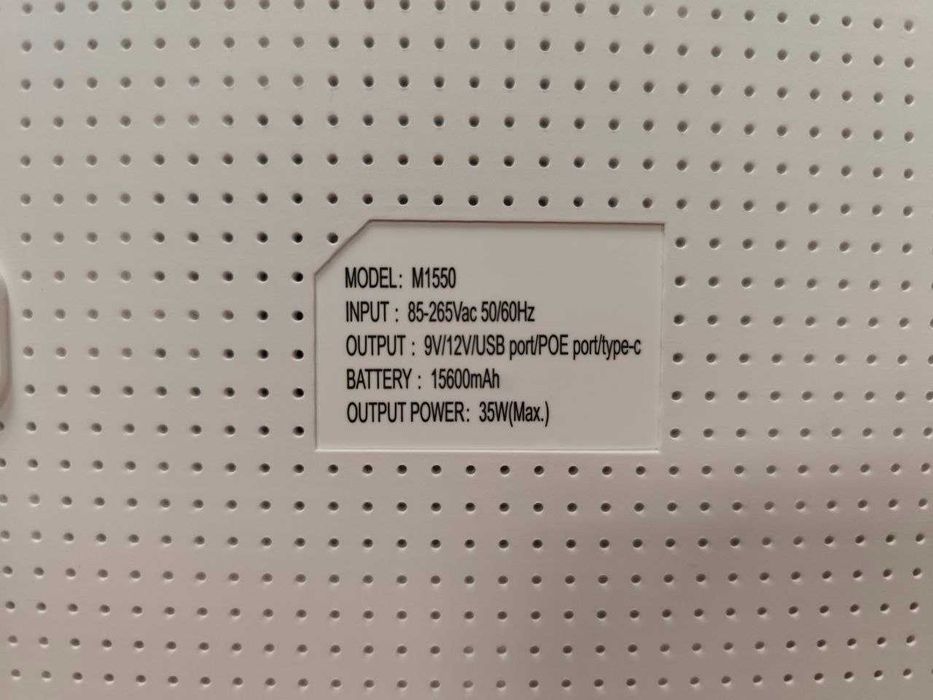 MODEL: M1550
INPUT : 85-265Vac 50/60Hz
OUTPUT : 9V/12V/USB port/POE port/type-c
BATTERY : 15600mAh
OUTPUT POWER: 35W(Max.)